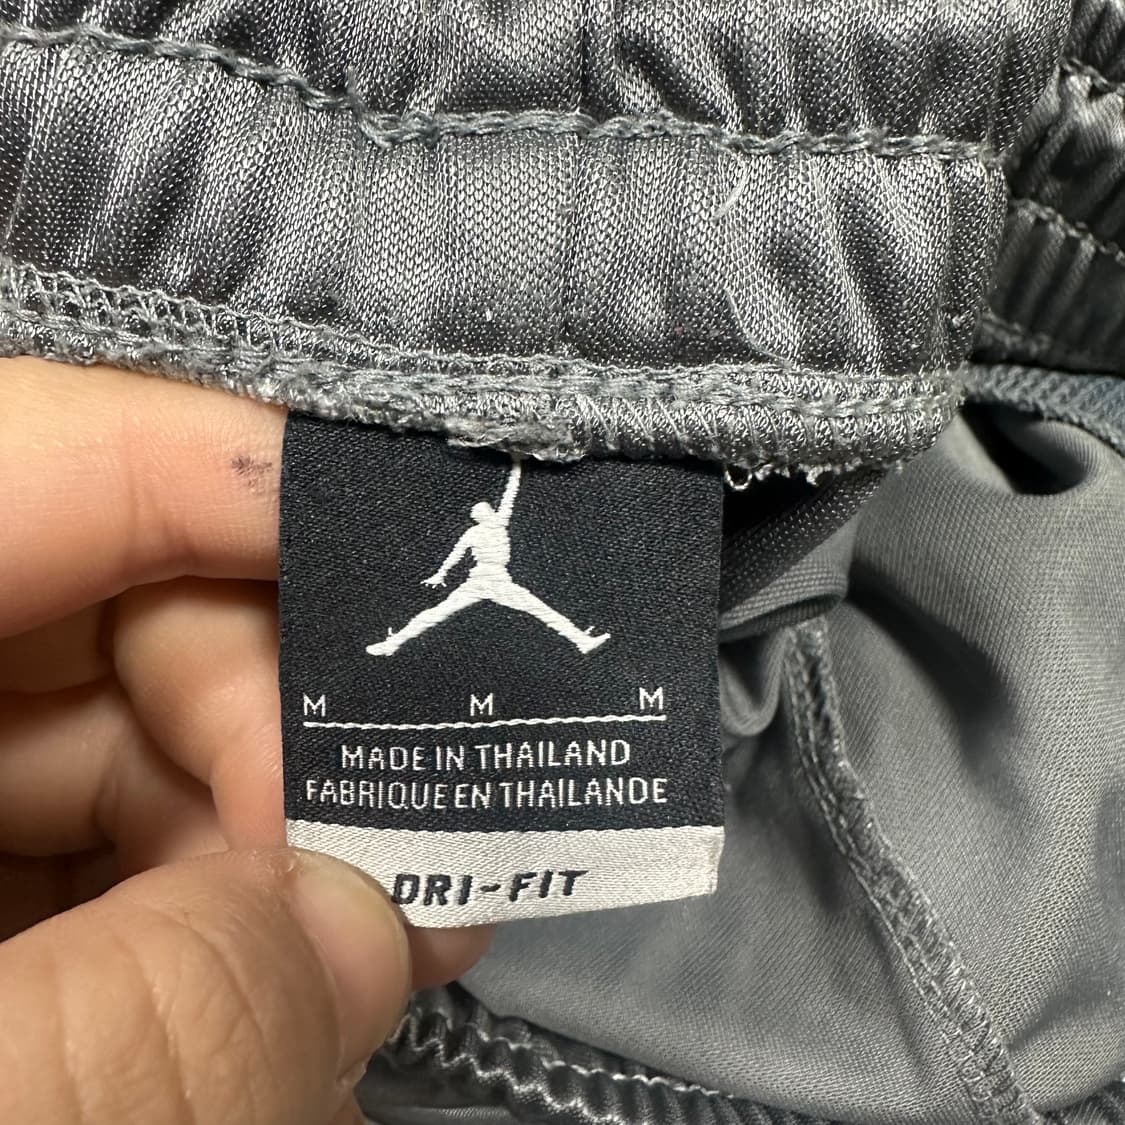 M M M
MADE IN THAILAND
FABRIQUE EN THAILANDE
DRI-FIT